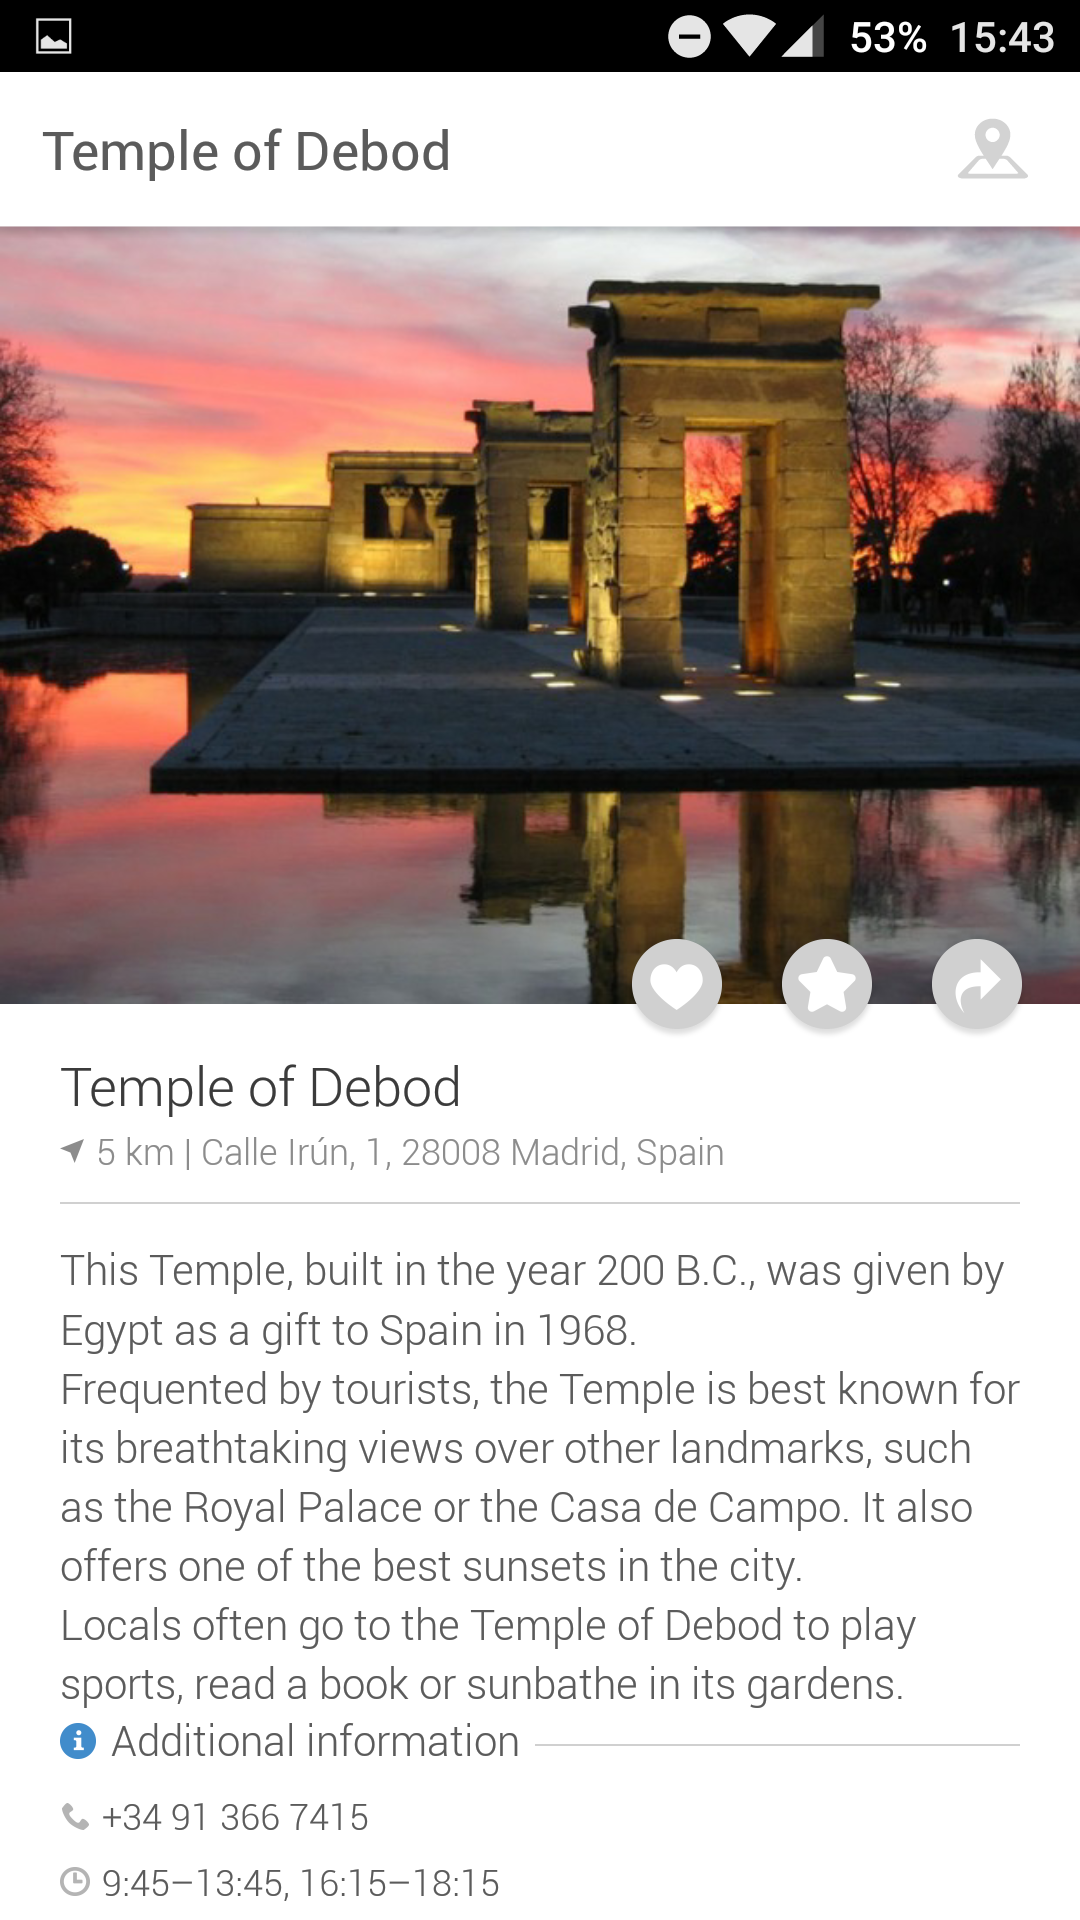 53% 15:43
Temple of Debod
Temple of Debod
5 km | Calle Irún, 1, 28008 Madrid, Spain
This Temple, built in the year 200 B.C., was given by
Egypt as a gift to Spain in 1968.
Frequented by tourists, the Temple is best known for
its breathtaking views over other landmarks, such
as the Royal Palace or the Casa de Campo. It also
offers one of the best sunsets in the city.
Locals often go to the Temple of Debod to play
sports, read a book or sunbathe in its gardens.
Additional information
+34 91 366 7415
9:45–13:45, 16:15–18:15